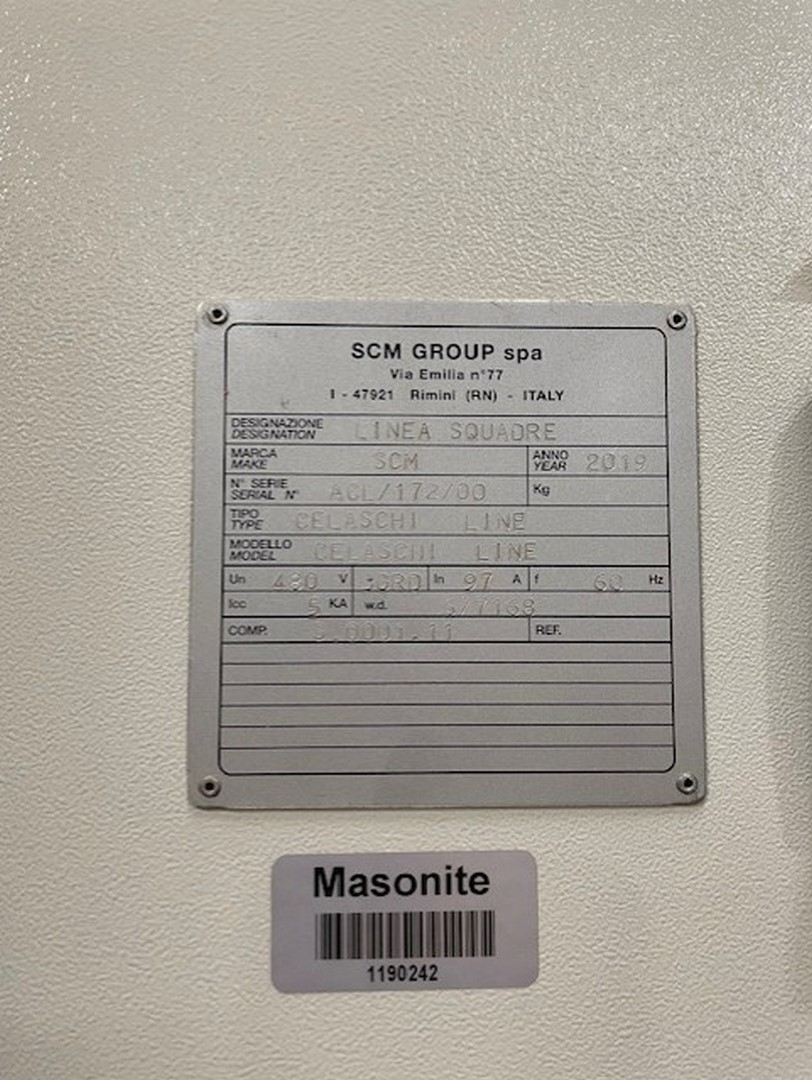 SCM GROUP spa
Via Emilia n°77
I - 47921 Rimini (RN) - ITALY
DESIGNAZIONE
DESIGNATION LINEA SQUADRE
MARCA
MAKE SCM ANNO
YEAR 2019
N° SERIE
SERIAL N° ACL/172/00 Kg
TIPO
TYPE CELASCHI LINE
MODELLO
MODEL CELASCHI LINE
Un 480 V +GRD In 97 A f 60 Hz
Icc 5 KA w.d.
COMP. REF.
Masonite
1190242